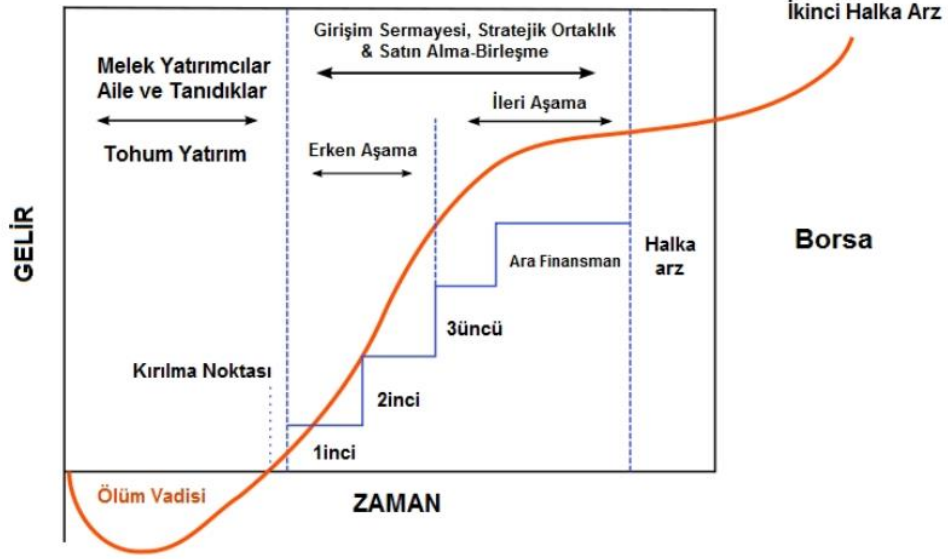 İkinci Halka Arz
Girişim Sermayesi, Stratejik Ortaklık
& Satın Alma-Birleşme
Melek Yatırımcılar
Aile ve Tanıdıklar
İleri Aşama
Tohum Yatırım
Erken Aşama
GELİR
Halka
arz
Borsa
Ara Finansman
3üncü
Kırılma Noktası
2inci
1inci
Ölüm Vadisi
ZAMAN